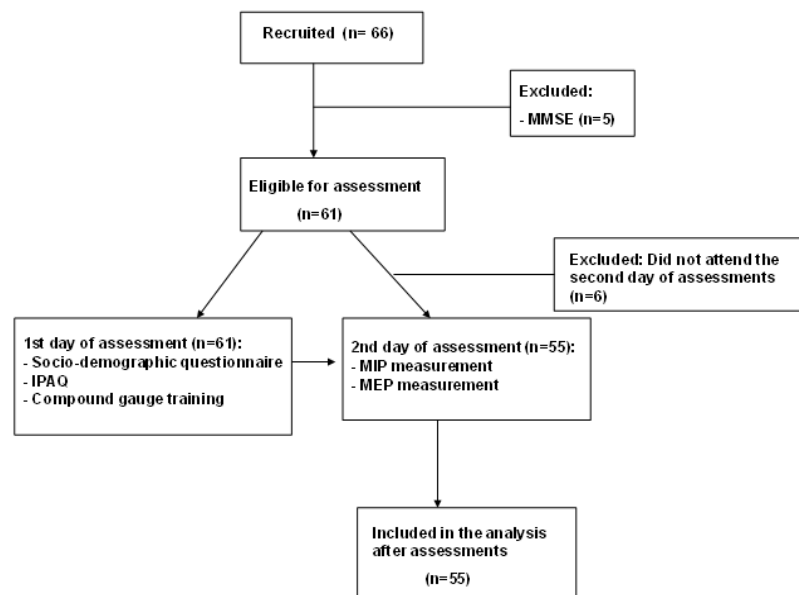 Recruited (n= 66)
Excluded:
- MMSE (n=5)
Eligible for assessment
(n=61)
Excluded: Did not attend the
second day of assessments
(n=6)
1st day of assessment (n=61):
- Socio-demographic questionnaire
- IPAQ
- Compound gauge training
2nd day of assessment (n=55):
- MIP measurement
- MEP measurement
Included in the analysis
after assessments
(n=55)